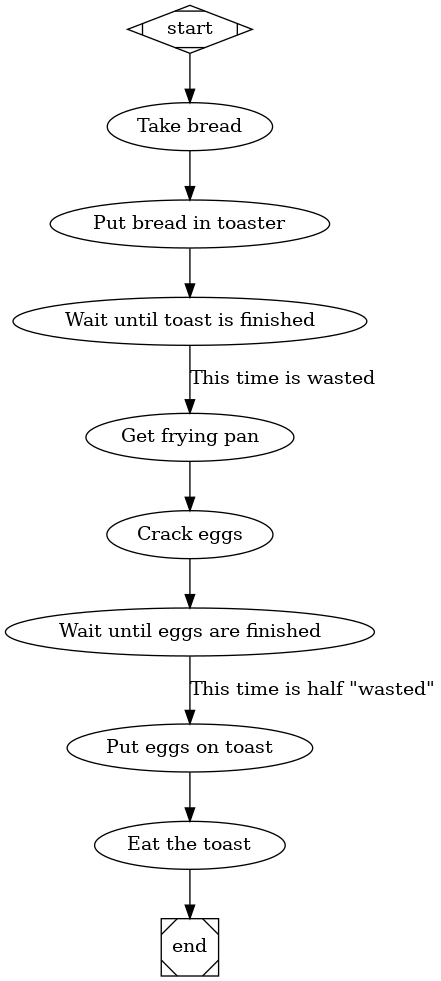 start
Take bread
Put bread in toaster
Wait until toast is finished
This time is wasted
Get frying pan
Crack eggs
Wait until eggs are finished
This time is half "wasted"
Put eggs on toast
Eat the toast
end